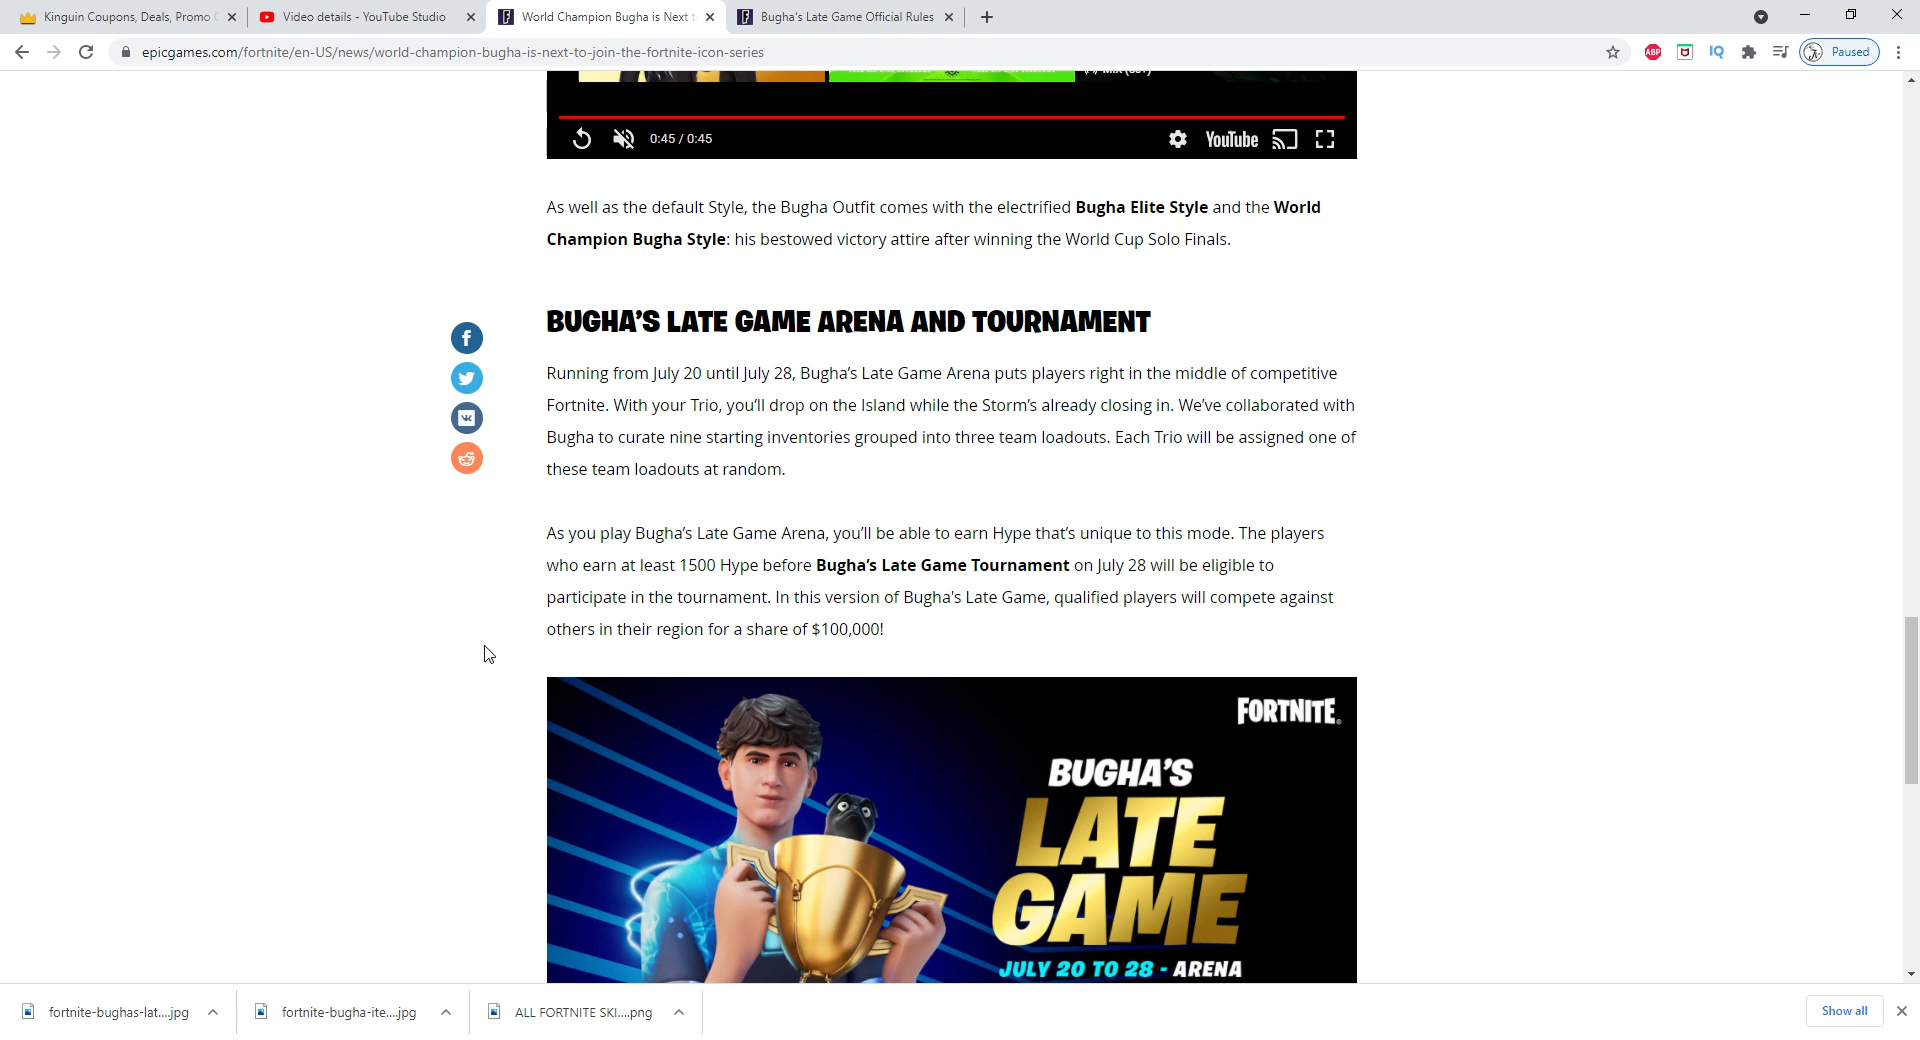 Kinguin Coupons, Deals, Promo
Video details - YouTube Studio
World Champion Bugha is Next
Bugha's Late Game Official Rules
epicgames.com/fortnite/en-US/news/world-champion-bugha-is-next-to-join-the-fortnite-icon-series
ABP
IQ
Paused
0:45 / 0:45
YouTube
As well as the default Style, the Bugha Outfit comes with the electrified Bugha Elite Style and the World
Champion Bugha Style: his bestowed victory attire after winning the World Cup Solo Finals.
BUGHA'S LATE GAME ARENA AND TOURNAMENT
Running from July 20 until July 28, Bugha's Late Game Arena puts players right in the middle of competitive
Fortnite. With your Trio, you'll drop on the Island while the Storm's already closing in. We've collaborated with
Bugha to curate nine starting inventories grouped into three team loadouts. Each Trio will be assigned one of
these team loadouts at random.
As you play Bugha's Late Game Arena, you'll be able to earn Hype that's unique to this mode. The players
who earn at least 1500 Hype before Bugha's Late Game Tournament on July 28 will be eligible to
participate in the tournament. In this version of Bugha's Late Game, qualified players will compete against
others in their region for a share of $100,000!
FORTNITE
BUGHA'S
LATE
GAME
JULY 20 TO 28 - ARENA
fortnite-bughas-lat....jpg
fortnite-bugha-ite....jpg
ALL FORTNITE SKI....png
Show all